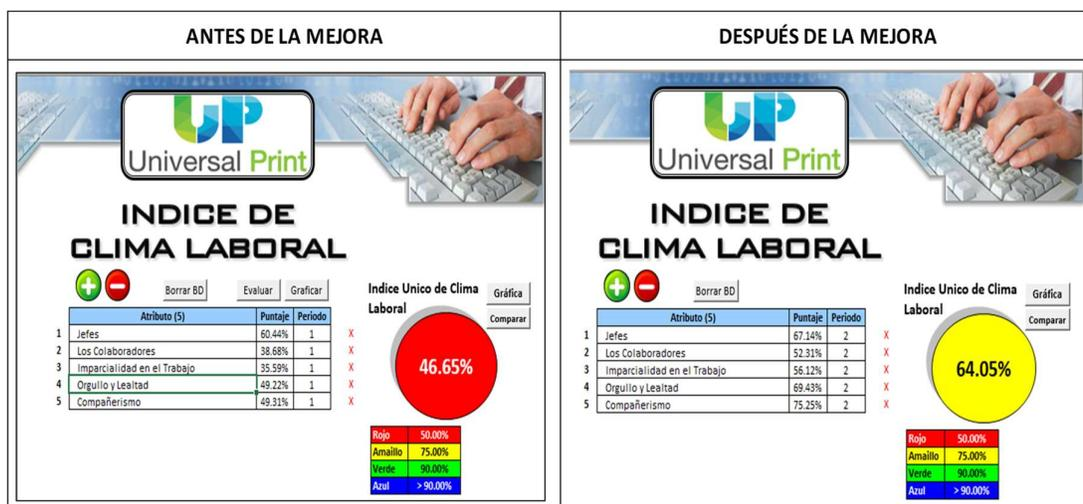 ANTES DE LA MEJORA
UP
Universal Print
INDICE DE
CLIMA LABORAL
Borrar BD
Evaluar
Graficar
Indice Unico de Clima
Laboral
Gráfica
Comparar
Atributo (5) Puntaje Periodo
1 Jefes 60.44% 1 X
2 Los Colaboradores 38.68% 1 X
3 Imparcialidad en el Trabajo 35.59% 1 X
4 Orgullo y Lealtad 49.22% 1 X
5 Compañerismo 49.31% 1 X
46.65%
Rojo 50.00%
Amaillo 75.00%
Verde 90.00%
Azul > 90.00%
DESPUÉS DE LA MEJORA
UP
Universal Print
INDICE DE
CLIMA LABORAL
Borrar BD
Indice Unico de Clima
Laboral
Gráfica
Comparar
Atributo (5) Puntaje Periodo
1 Jefes 67.14% 2 X
2 Los Colaboradores 52.31% 2 X
3 Imparcialidad en el Trabajo 56.12% 2 X
4 Orgullo y Lealtad 69.43% 2 X
5 Compañerismo 75.25% 2 X
64.05%
Rojo 50.00%
Amaillo 75.00%
Verde 90.00%
Azul > 90.00%